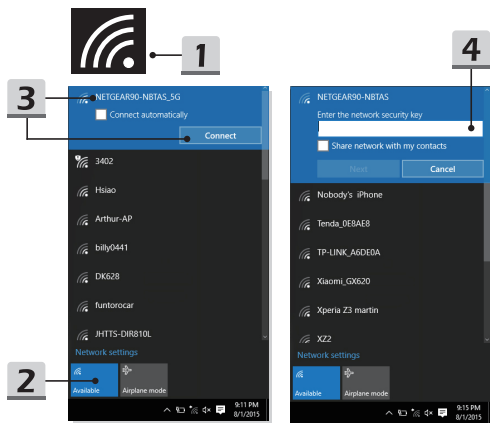 1
3
NETGEAR90-NBTAS_5G
Connect automatically
Connect
3402
Hsiao
Arthur-AP
billy0441
DK628
funtorocar
JHTTS-DIR810L
Network settings
2
Available
Airplane mode
9:11 PM
8/1/2015
4
NETGEAR90-NBTAS
Enter the network security key
Share network with my contacts
Next
Cancel
Nobody's iPhone
Tenda_0E8AE8
TP-LINK_A6DE0A
Xiaomi_GX620
Xperia Z3 martin
XZ2
Network settings
Available
Airplane mode
9:15 PM
8/1/2015